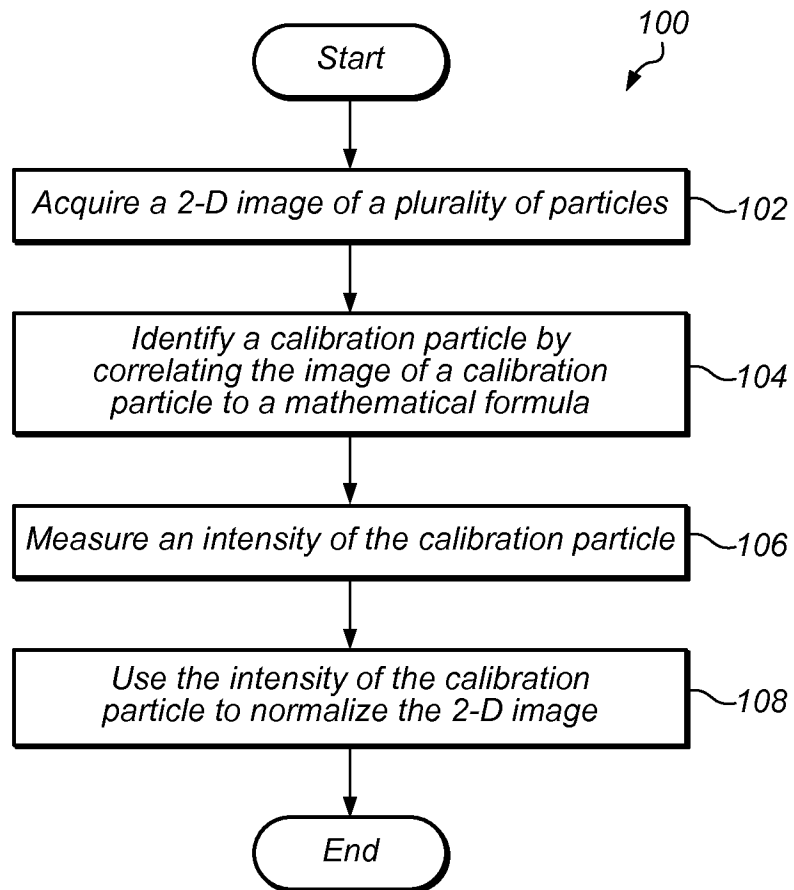 100
Start
Acquire a 2-D image of a plurality of particles
102
Identify a calibration particle by
correlating the image of a calibration
particle to a mathematical formula
104
Measure an intensity of the calibration particle
106
Use the intensity of the calibration
particle to normalize the 2-D image
108
End